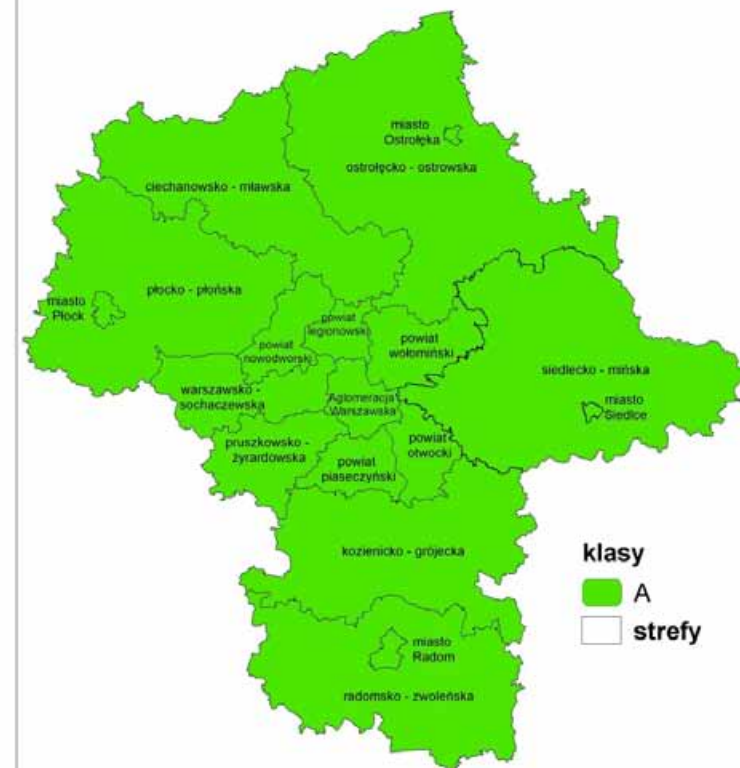 miasto
Ostrołęka
ostrołęcko - ostrowska
ciechanowsko - mławska
płocko - płońska
miasto
Płock
powiat
legionowski
powiat
nowodworski
powiat
wołomiński
siedlecko - mińska
miasto
Siedlce
warszawsko -
sochaczewska
Aglomeracja
Warszawska
pruszkowsko -
żyrardowska
powiat
otwocki
powiat
piaseczyński
kozienicko - grójecka
klasy
A
strefy
miasto
Radom
radomsko - zwoleńska